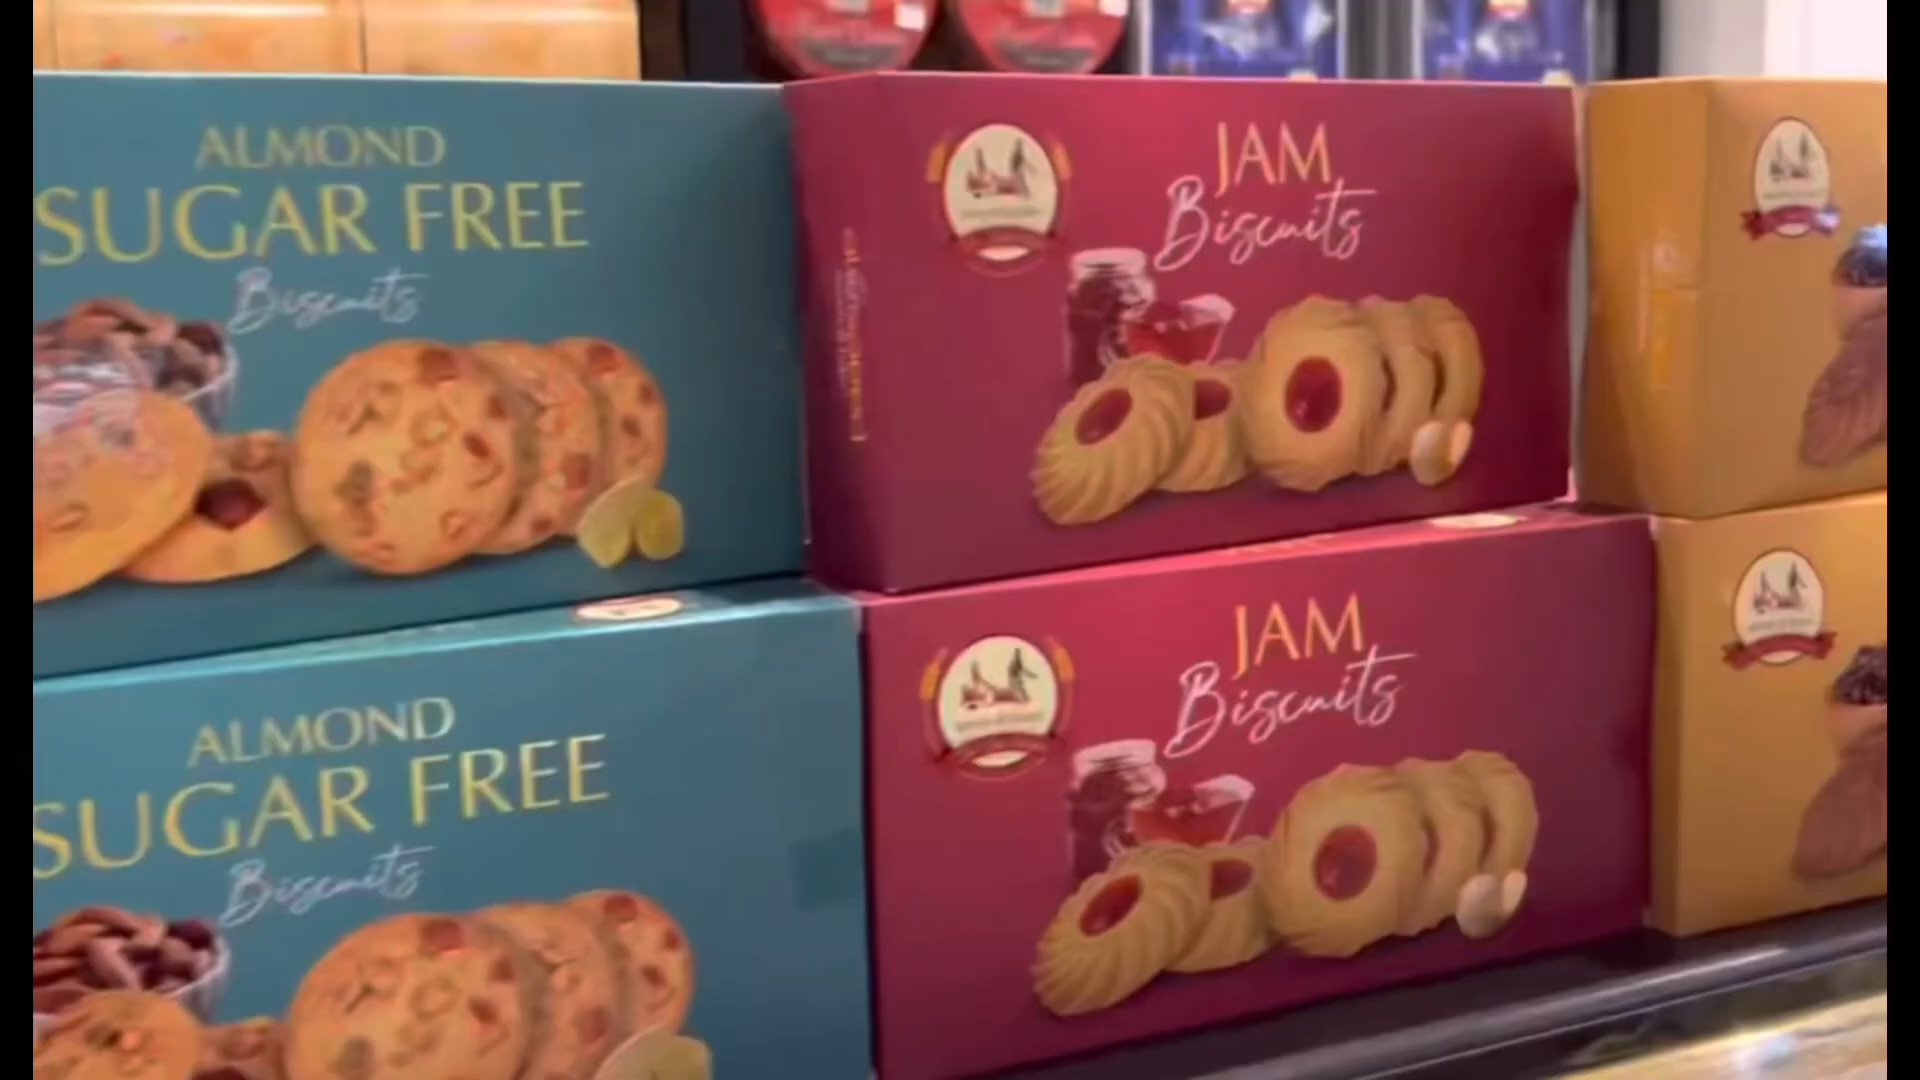 ALMOND
SUGAR FREE
Biscuits
JAM
Biscuits
ALMOND
SUGAR FREE
Biscuits
JAM
Biscuits